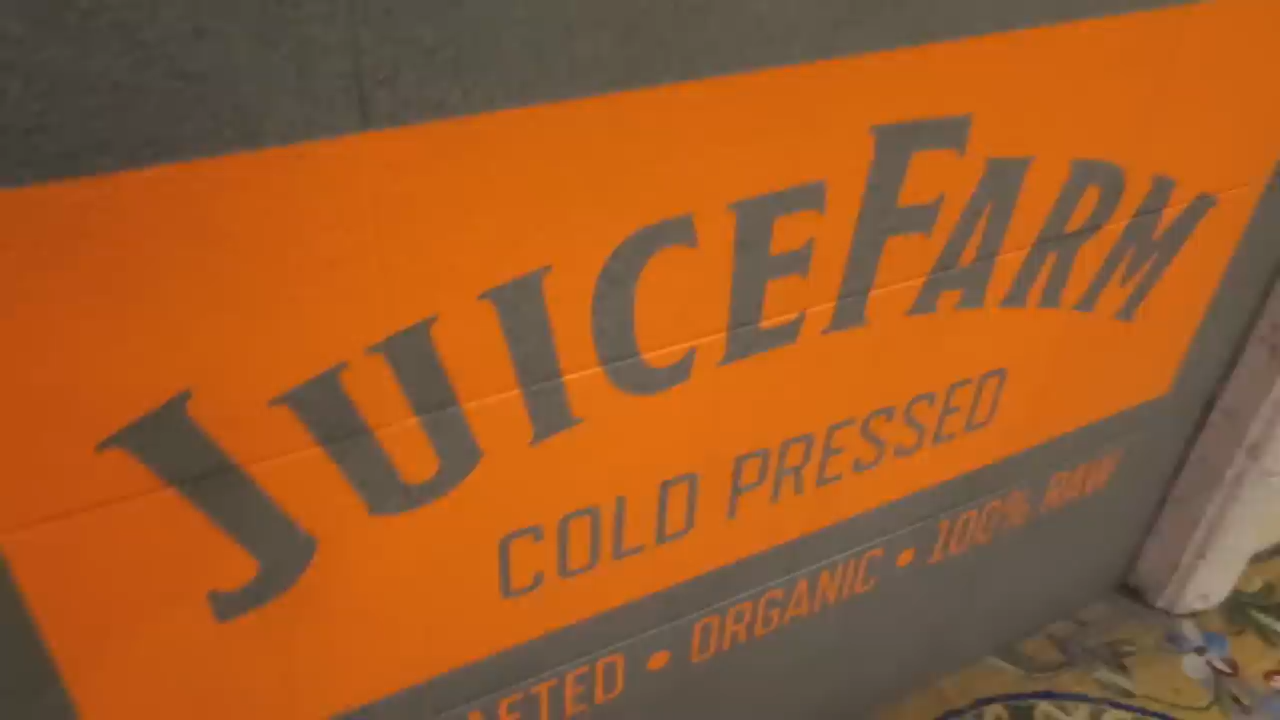 JUICEFARM
COLD PRESSED
• ORGANIC • 100% RAW